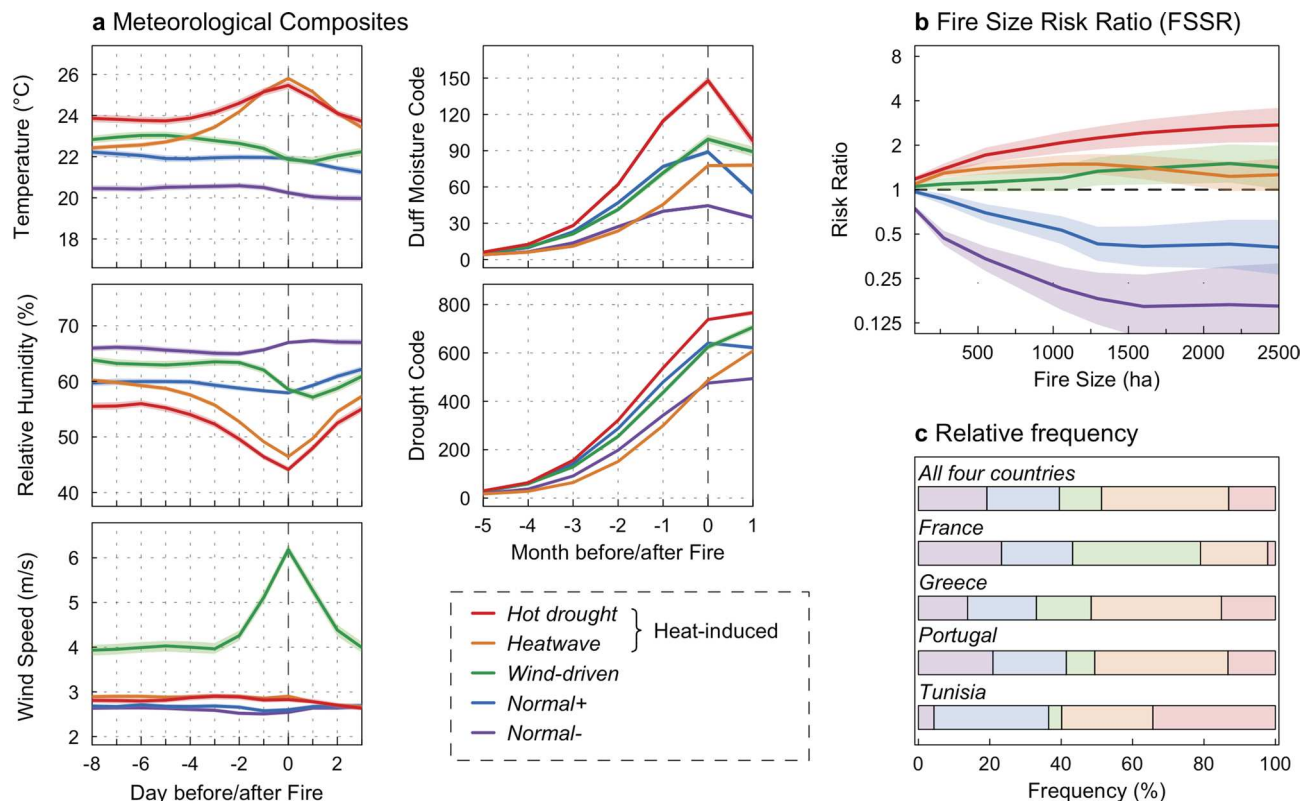 a Meteorological Composites
Temperature (°C)
26
24
22
20
18
Relative Humidity (%)
70
60
50
40
Wind Speed (m/s)
6
5
4
3
2
-8
-6
-4
-2
0
2
Day before/after Fire
Duff Moisture Code
150
120
90
60
30
0
Drought Code
800
600
400
200
0
-5
-4
-3
-2
-1
0
1
Month before/after Fire
Hot drought
Heatwave
Heat-induced
Wind-driven
Normal+
Normal-
b Fire Size Risk Ratio (FSSR)
Risk Ratio
8
4
2
1
0.5
0.25
0.125
500
1000
1500
2000
2500
Fire Size (ha)
c Relative frequency
All four countries
France
Greece
Portugal
Tunisia
0
20
40
60
80
100
Frequency (%)